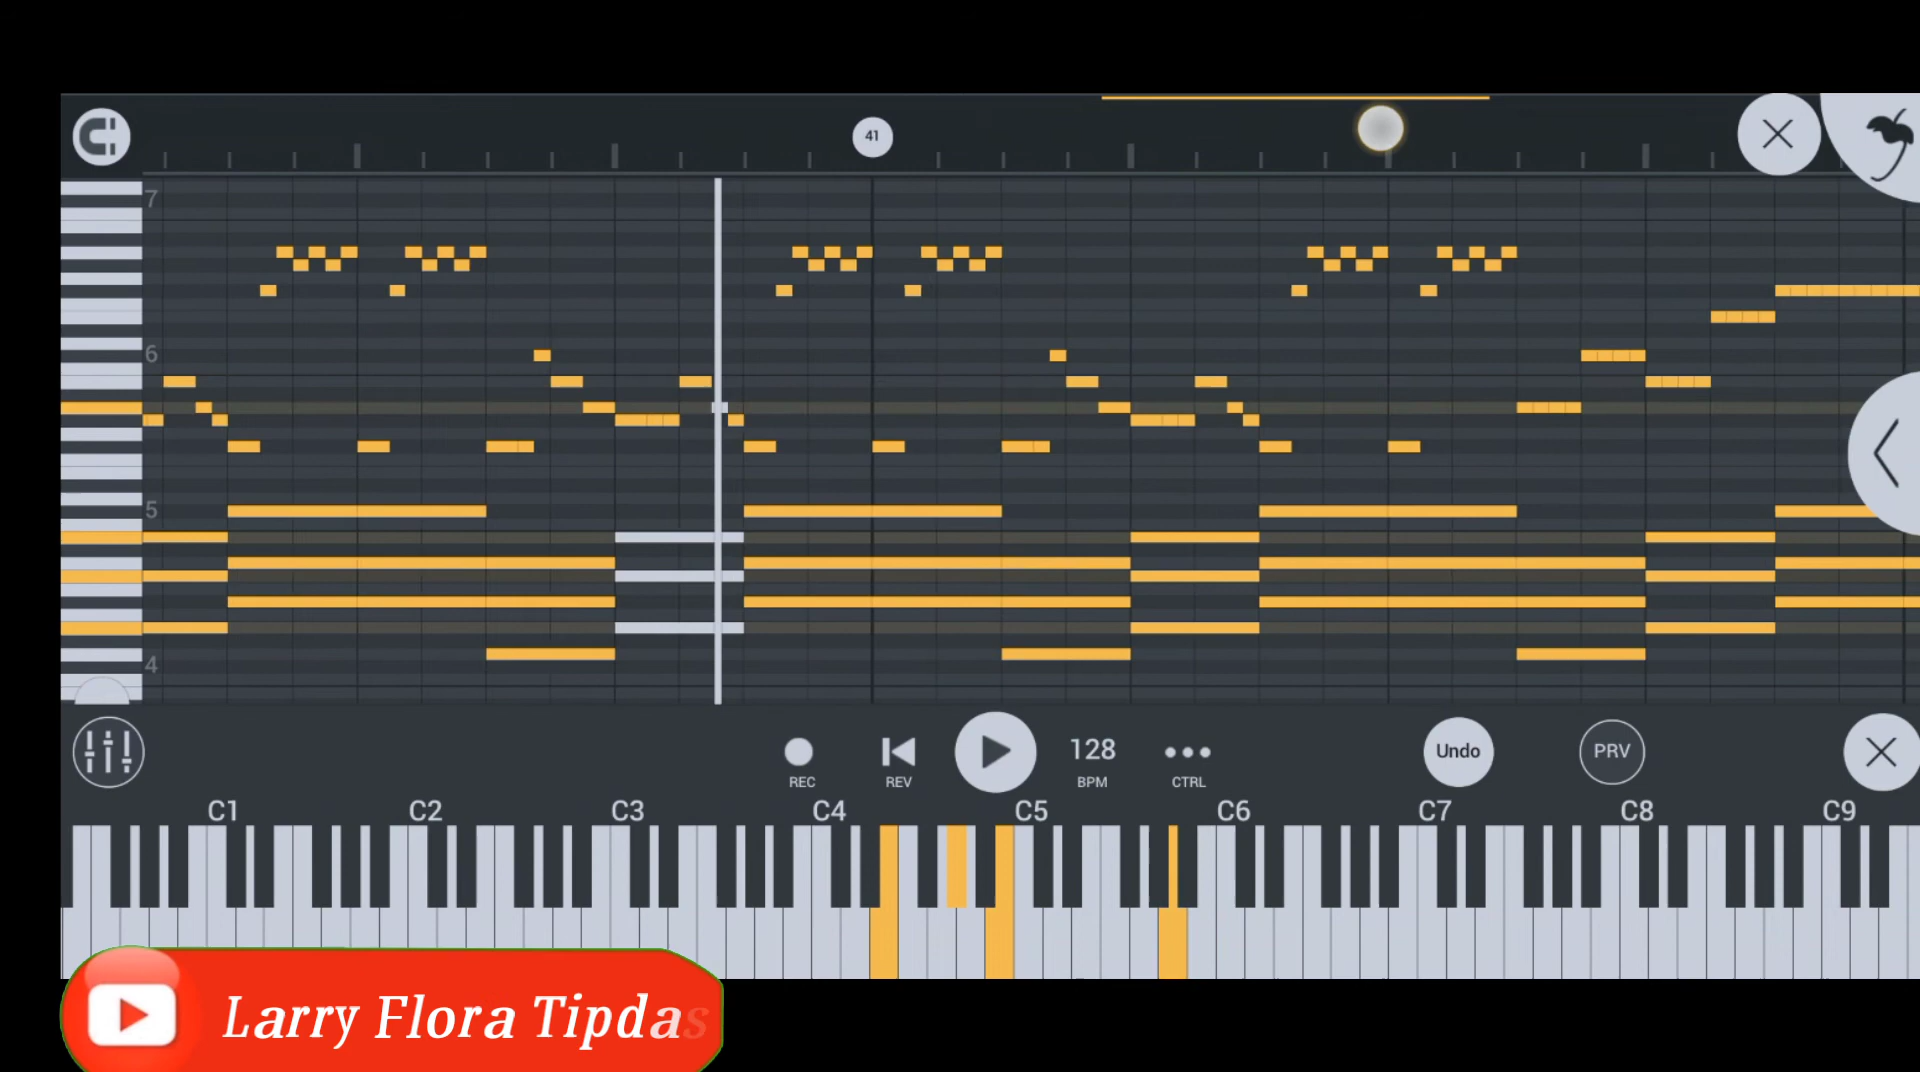 41
7
6
5
4
REC
REV
128
BPM
CTRL
Undo
PRV
C1 C2 C3 C4 C5 C6 C7 C8 C9
Larry Flora Tipdas